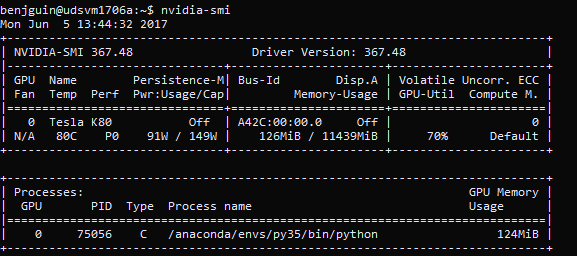 benjguin@udsvm1706a:~$ nvidia-smi
Mon Jun  5 13:44:32 2017
+-----------------------------------------------------------------------------+
| NVIDIA-SMI 367.48                 Driver Version: 367.48                    |
|-------------------------------+----------------------+----------------------+
| GPU  Name        Persistence-M| Bus-Id        Disp.A | Volatile Uncorr. ECC |
| Fan  Temp  Perf  Pwr:Usage/Cap|         Memory-Usage | GPU-Util  Compute M. |
|===============================+======================+======================|
|   0  Tesla K80           Off  | A42C:00:00.0     Off |                    0 |
| N/A   80C    P0    91W / 149W |    126MiB / 11439MiB |     70%      Default |
+-------------------------------+----------------------+----------------------+

+-----------------------------------------------------------------------------+
| Processes:                                                       GPU Memory |
|  GPU       PID  Type  Process name                               Usage      |
|=============================================================================|
|    0     75056    C   /anaconda/envs/py35/bin/python                 124MiB |
+-----------------------------------------------------------------------------+